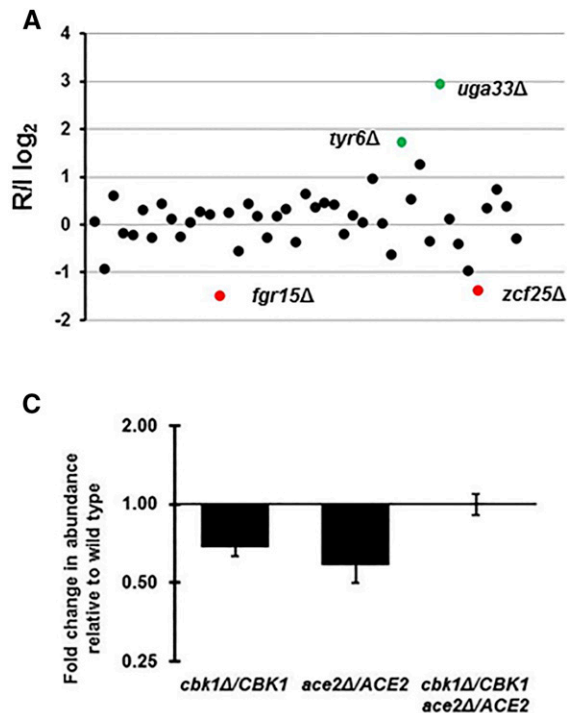 A
R/I log2
4
3
2
1
0
-1
-2
uga33Δ
tyr6Δ
fgr15Δ
zcf25Δ
C
Fold change in abundance
relative to wild type
2.00
1.00
0.50
0.25
cbk1Δ/CBK1
ace2Δ/ACE2
cbk1Δ/CBK1
ace2Δ/ACE2